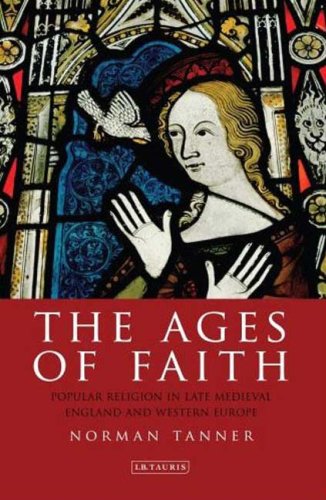 THE AGES
OF FAITH
POPULAR RELIGION IN LATE MEDIEVAL
ENGLAND AND WESTERN EUROPE
NORMAN TANNER
I.B.TAURIS